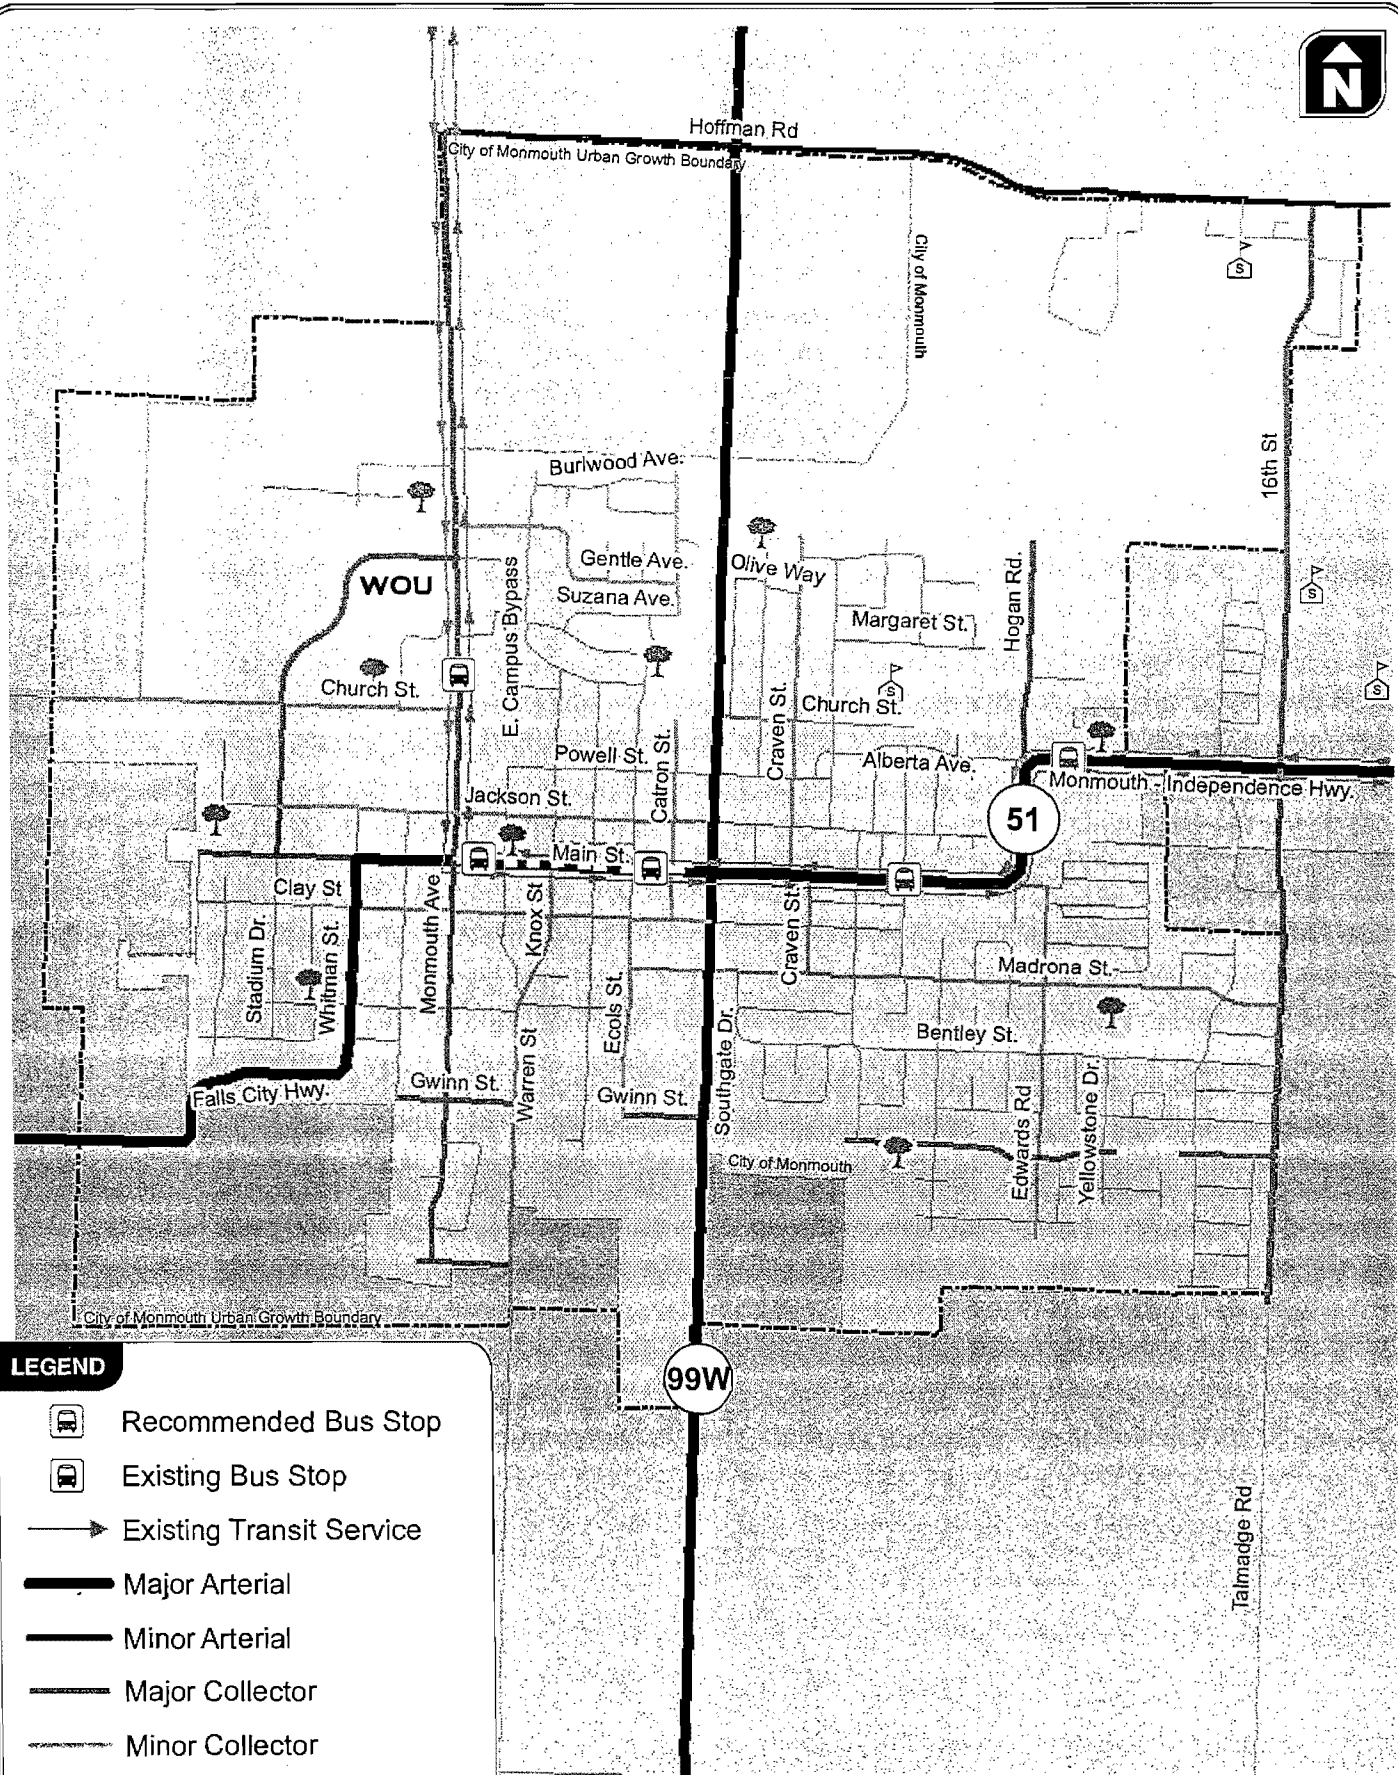 N
Hoffman Rd
City of Monmouth Urban Growth Boundary
City of Monmouth
S
Burlwood Ave.
16th St
Gentle Ave.
Olive Way
WOU
E. Campus Bypass
Suzana Ave.
Hogan Rd.
S
Margaret St.
Church St.
S
S
Craven St.
Church St.
Powell St.
Catron St.
Alberta Ave.
Monmouth - Independence Hwy.
Jackson St.
51
Main St.
Clay St
Monmouth Ave
Knox St
Craven St.
Stadium Dr.
Whitman St.
Madrona St.
Ecols St.
Southgate Dr.
Bentley St.
Warren St
Falls City Hwy.
Gwinn St.
Gwinn St.
Edwards Rd
Yellowstone Dr.
City of Monmouth
City of Monmouth Urban Growth Boundary
99W
Talmadge Rd
LEGEND
Recommended Bus Stop
Existing Bus Stop
Existing Transit Service
Major Arterial
Minor Arterial
Major Collector
Minor Collector